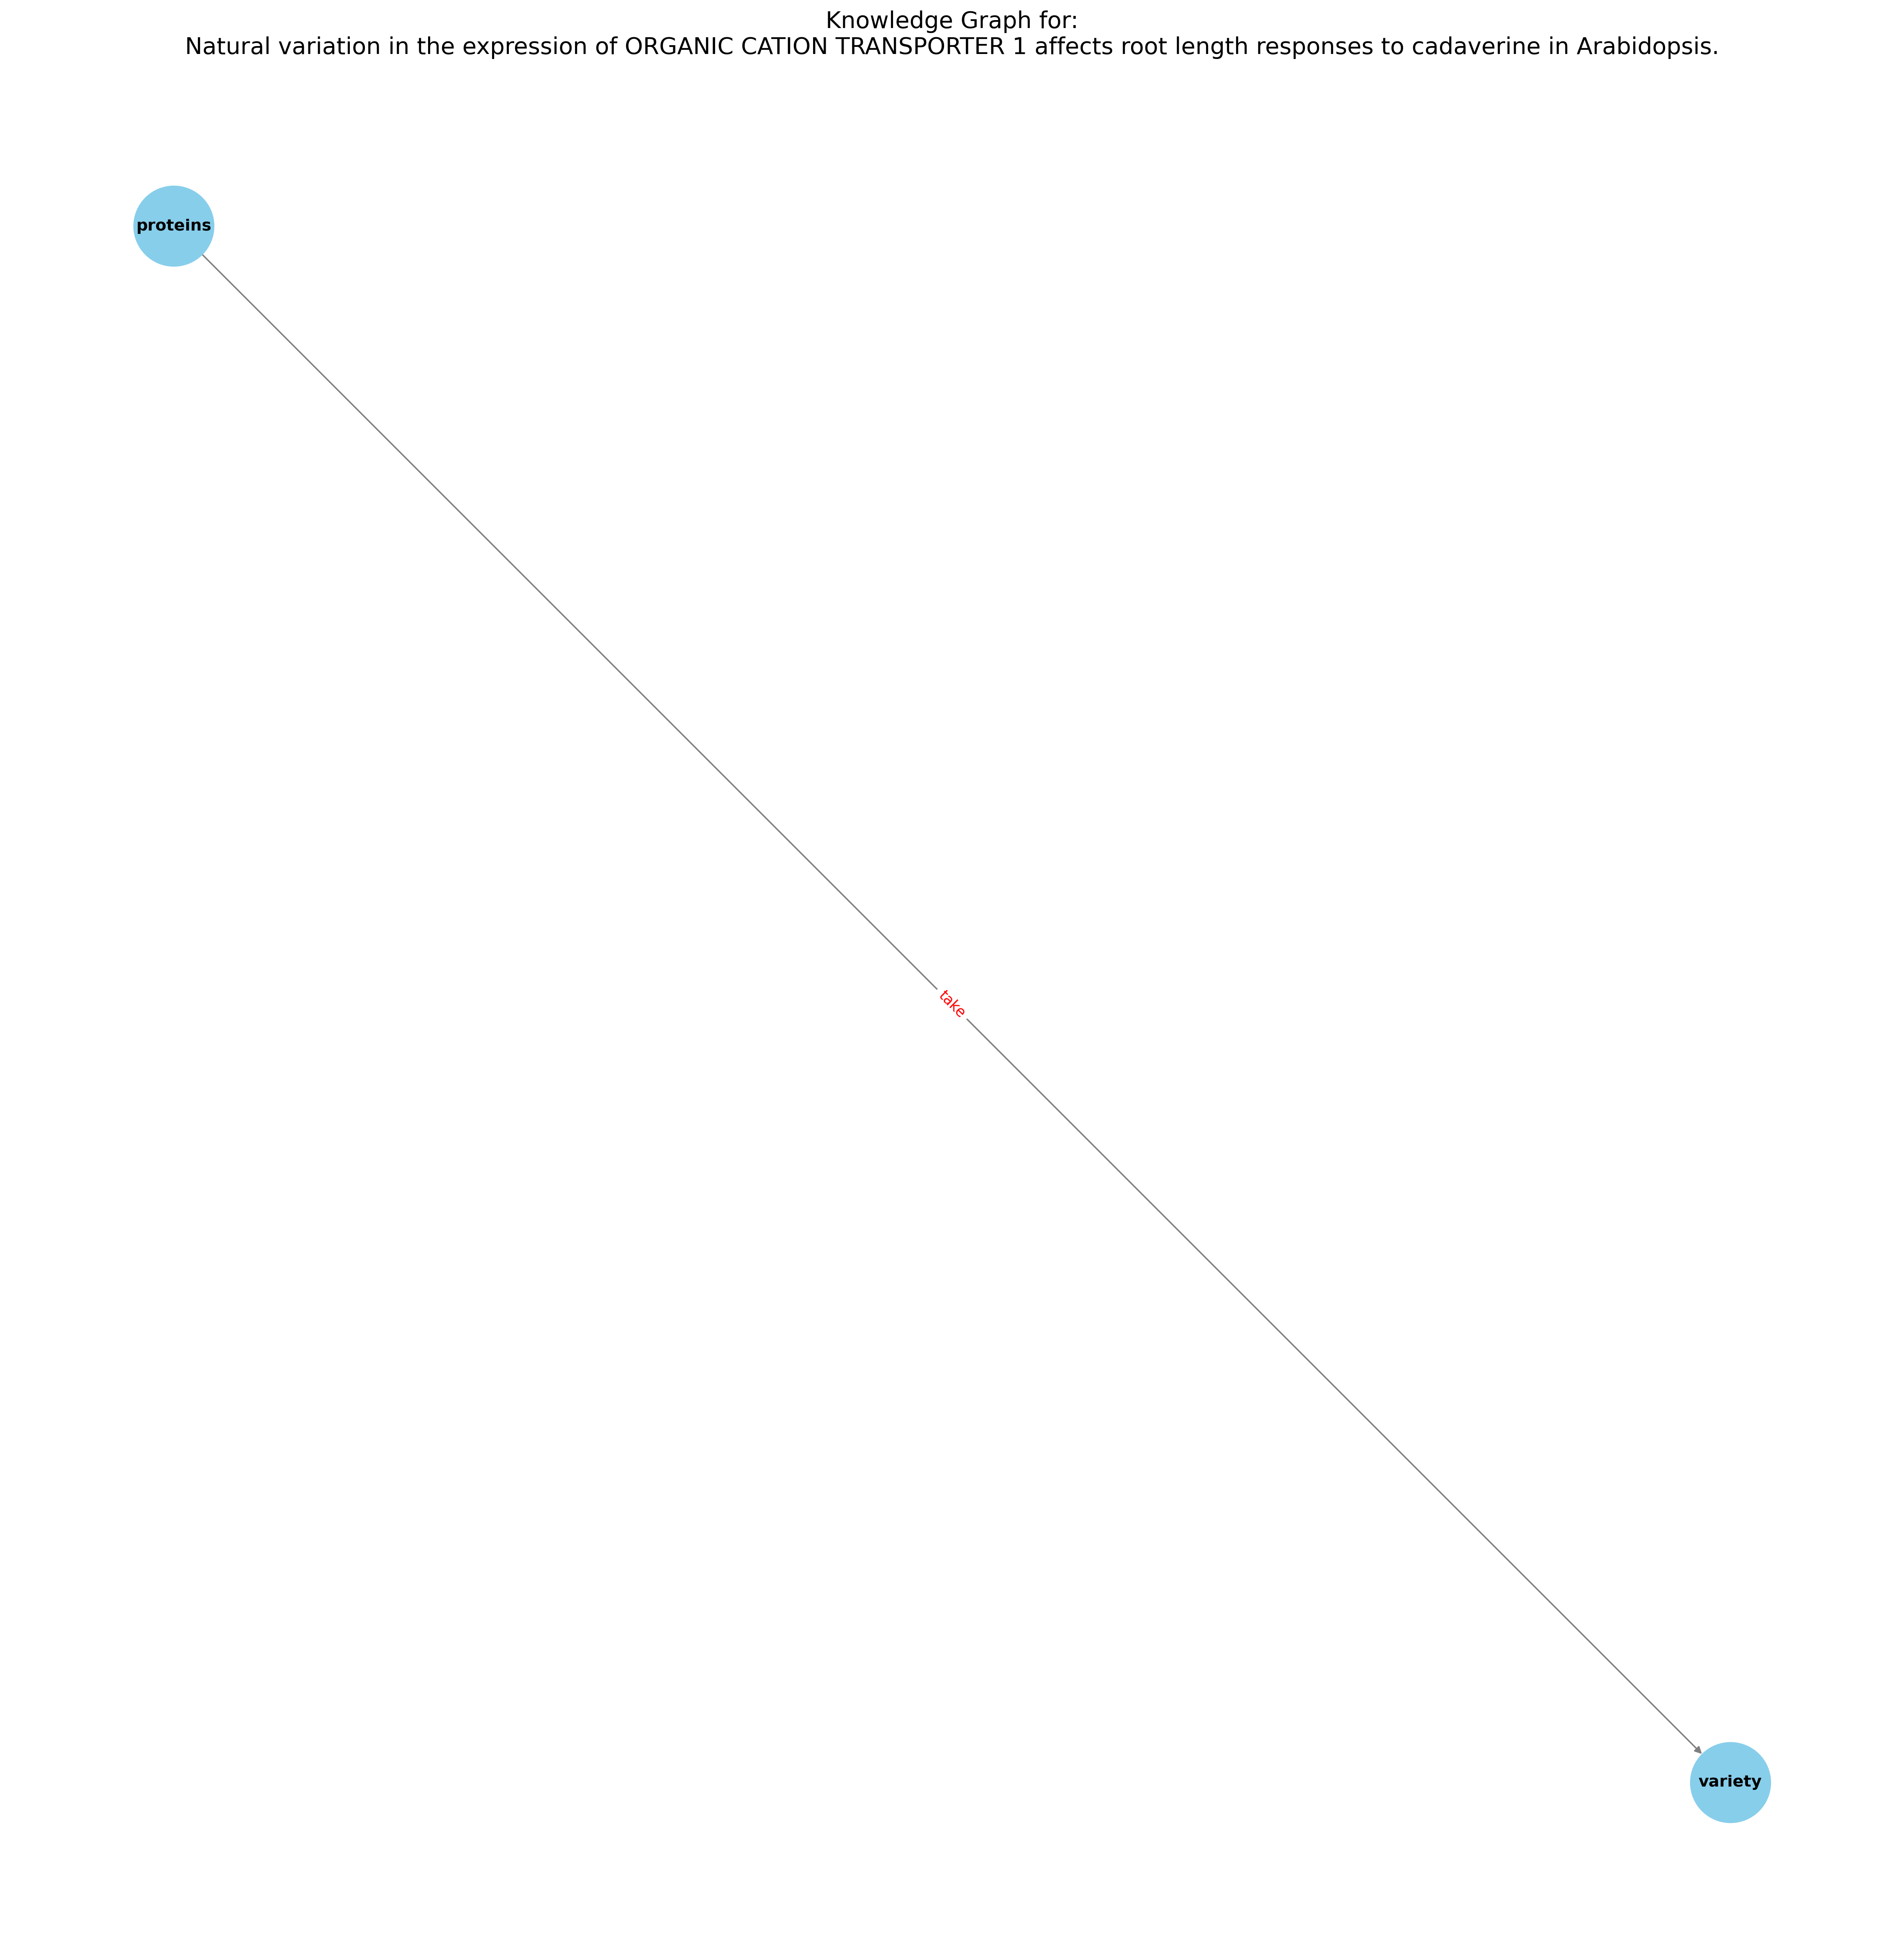 Knowledge Graph for:
Natural variation in the expression of ORGANIC CATION TRANSPORTER 1 affects root length responses to cadaverine in Arabidopsis.
proteins
take
variety